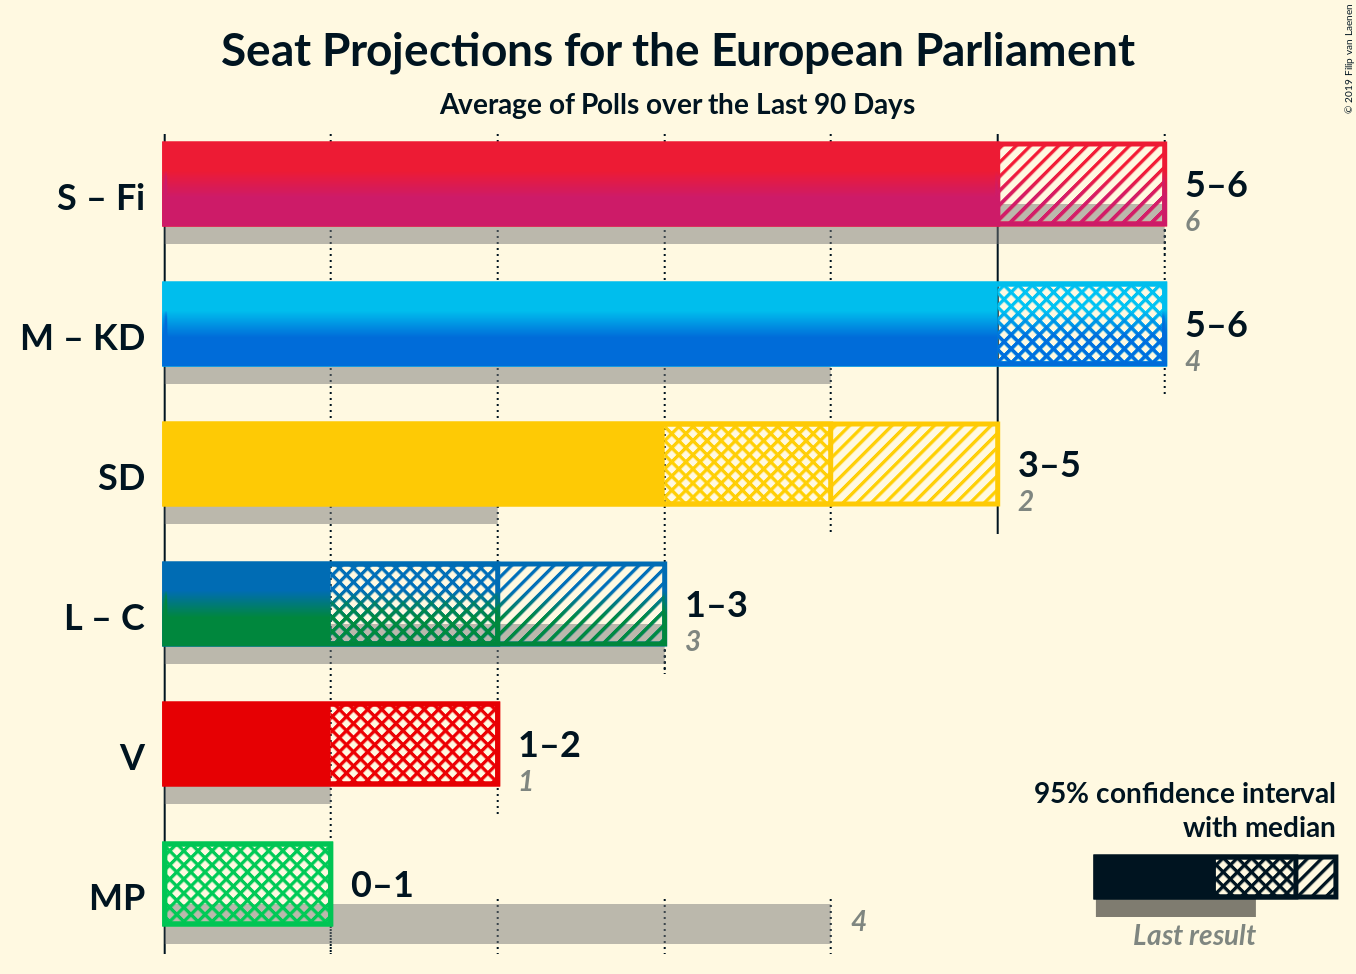 Seat Projections for the European Parliament
Average of Polls over the Last 90 Days
© 2019 Filip van Laenen
S – Fi
5–6
6
M – KD
5–6
4
SD
3–5
2
L – C
1–3
3
V
1–2
1
MP
0–1
4
95% confidence interval
with median
Last result